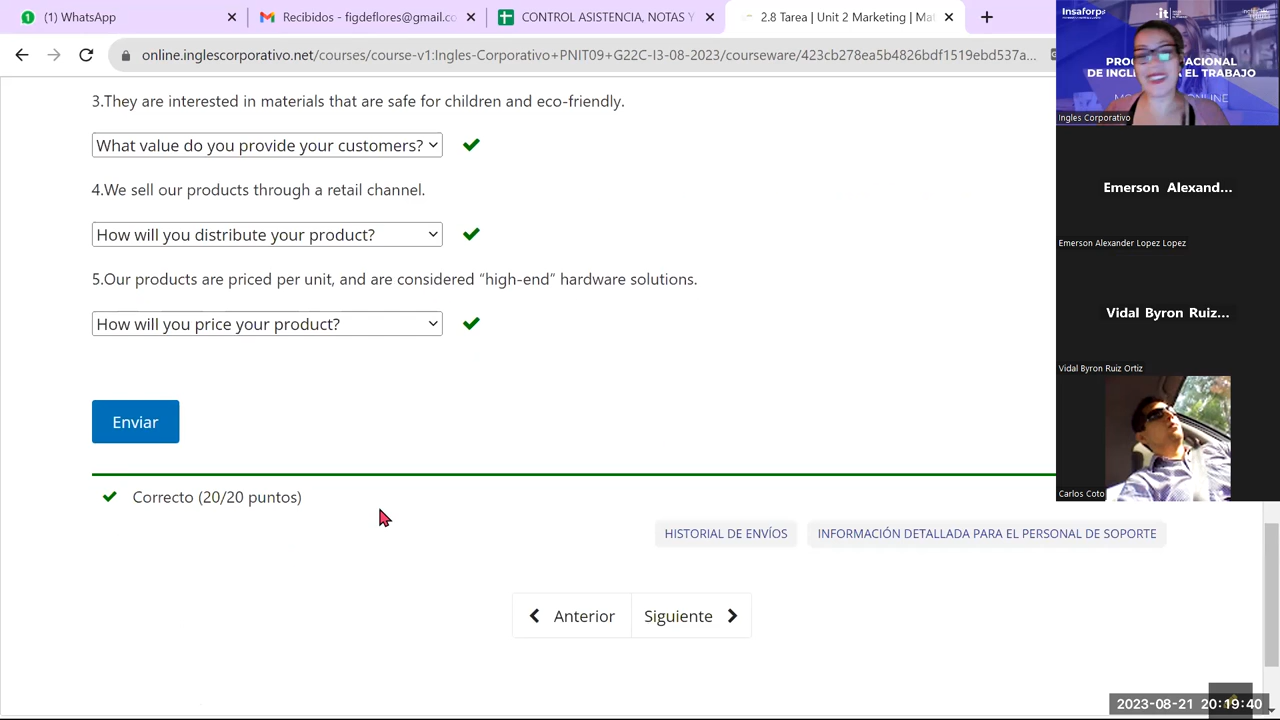 (1) WhatsApp
Recibidos - fa
@gmail.c
CONTROL ASISTENCIA NOTAS Y
2.8 Tarea | Unit 2 Marketing | Ma
online.inglescorporativo.net/courses/course-v1:Ingles-Corporativo+PNIT09+G22C-I3-08-2023/courseware/423cb278ea5b4826bdf1519ebd537a...
3.They are interested in materials that are safe for children and eco-friendly.
What value do you provide your customers?
4.We sell our products through a retail channel.
How will you distribute your product?
5.Our products are priced per unit, and are considered “high-end” hardware solutions.
How will you price your product?
Enviar
Correcto (20/20 puntos)
HISTORIAL DE ENVÍOS
INFORMACIÓN DETALLADA PARA EL PERSONAL DE SOPORTE
Anterior
Siguiente
Insaforp
it
Ingles Corporativo
Emerson Alexand...
Emerson Alexander Lopez Lopez
Vidal Byron Ruiz...
Vidal Byron Ruiz Ortiz
Carlos Coto
2023-08-21 20:19:40